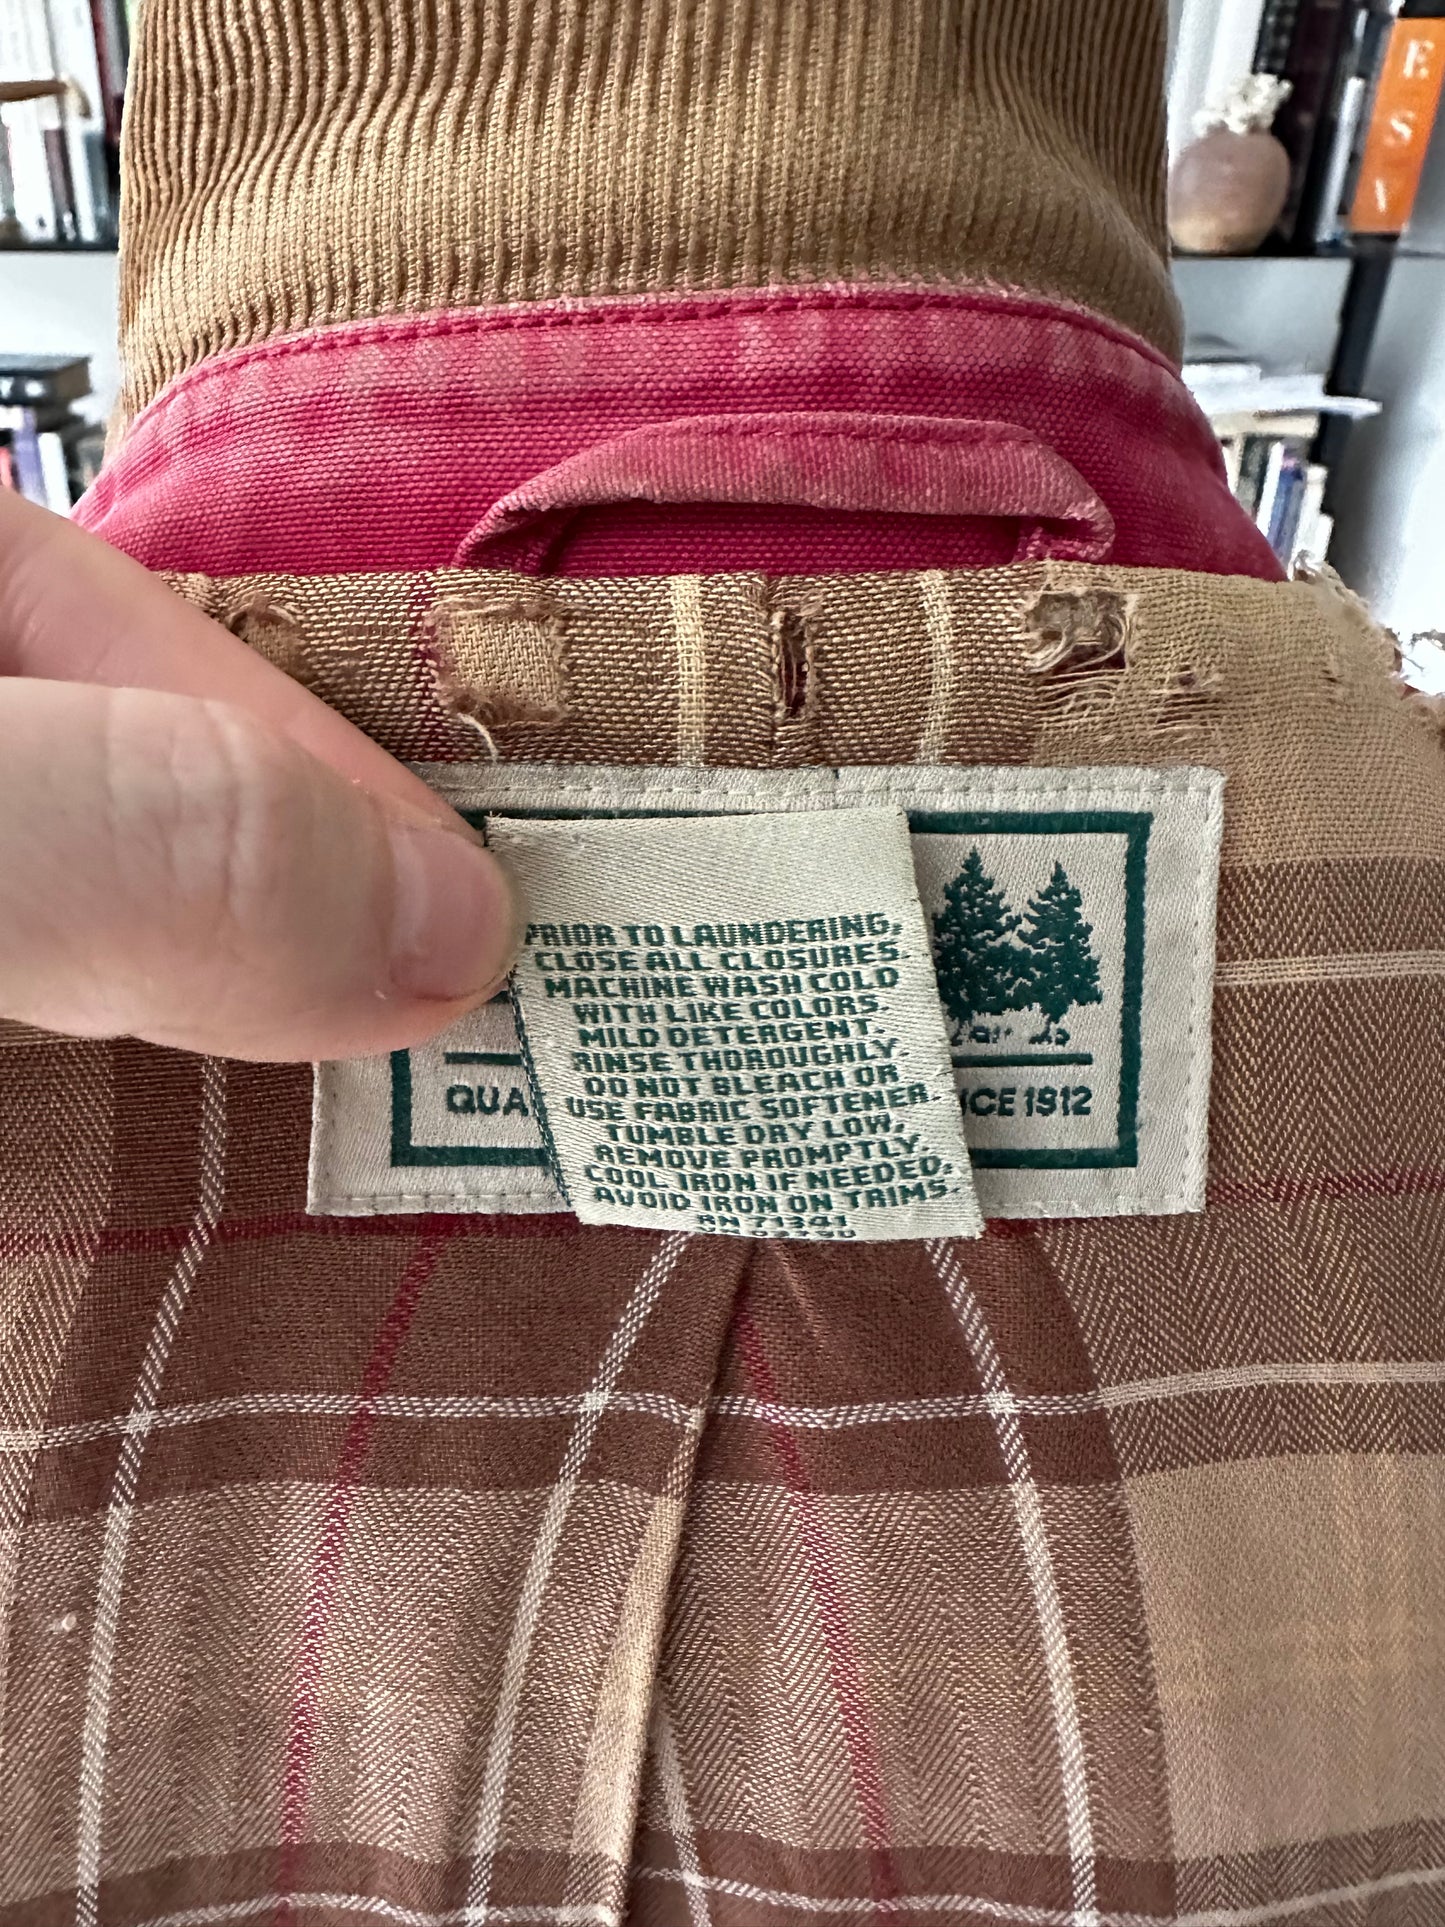 ESV
PRIOR TO LAUNDERING,
CLOSE ALL CLOSURES.
MACHINE WASH COLD
WITH LIKE COLORS.
MILD DETERGENT.
RINSE THOROUGHLY.
DO NOT BLEACH OR
USE FABRIC SOFTENER.
TUMBLE DRY LOW,
REMOVE PROMPTLY.
COOL IRON IF NEEDED,
AVOID IRON ON TRIMS.
RN 71341
QUA
CE 1912